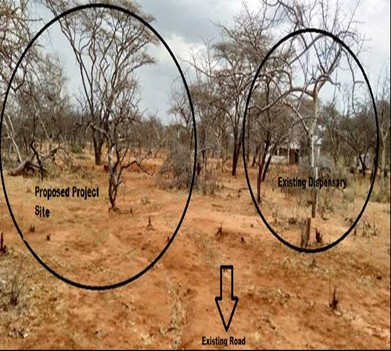 Proposed Project
Site
Existing Dispensary
Existing Road